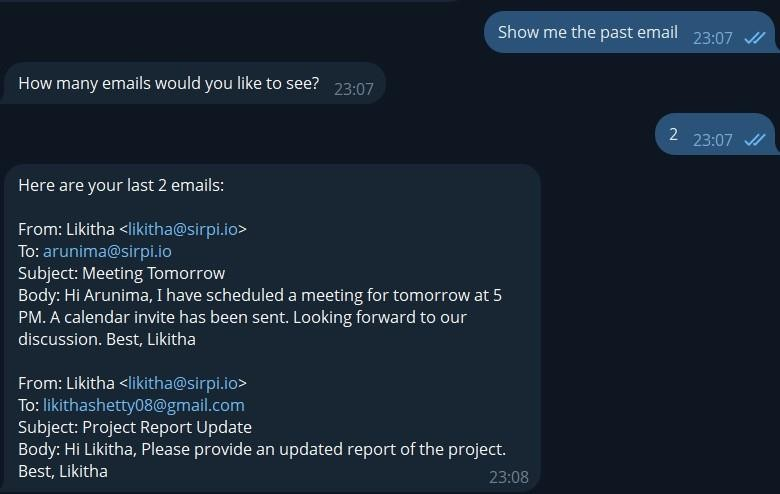 Show me the past email 23:07
How many emails would you like to see? 23:07
2 23:07
Here are your last 2 emails:
From: Likitha <likitha@sirpi.io>
To: arunima@sirpi.io
Subject: Meeting Tomorrow
Body: Hi Arunima, I have scheduled a meeting for tomorrow at 5
PM. A calendar invite has been sent. Looking forward to our
discussion. Best, Likitha
From: Likitha <likitha@sirpi.io>
To: likithashetty08@gmail.com
Subject: Project Report Update
Body: Hi Likitha, Please provide an updated report of the project.
Best, Likitha 23:08